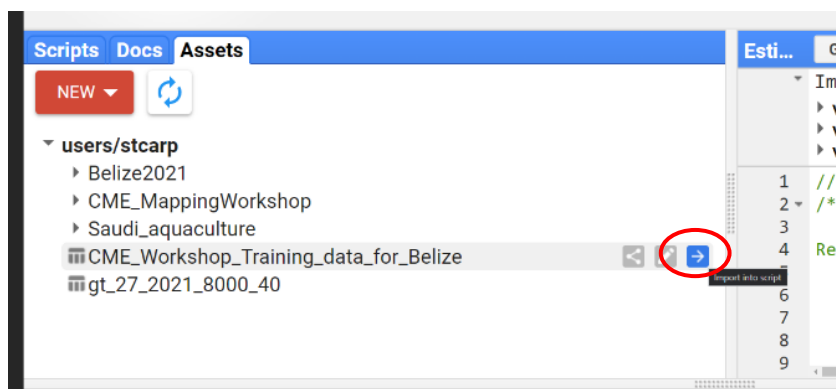 Scripts Docs Assets
Esti...
NEW
Im
users/stcarp
Belize2021
CME_MappingWorkshop
Saudi_aquaculture
CME_Workshop_Training_data_for_Belize
Import into script
gt_27_2021_8000_40
1 //
2 /*
3
4 Re
6
7
8
9